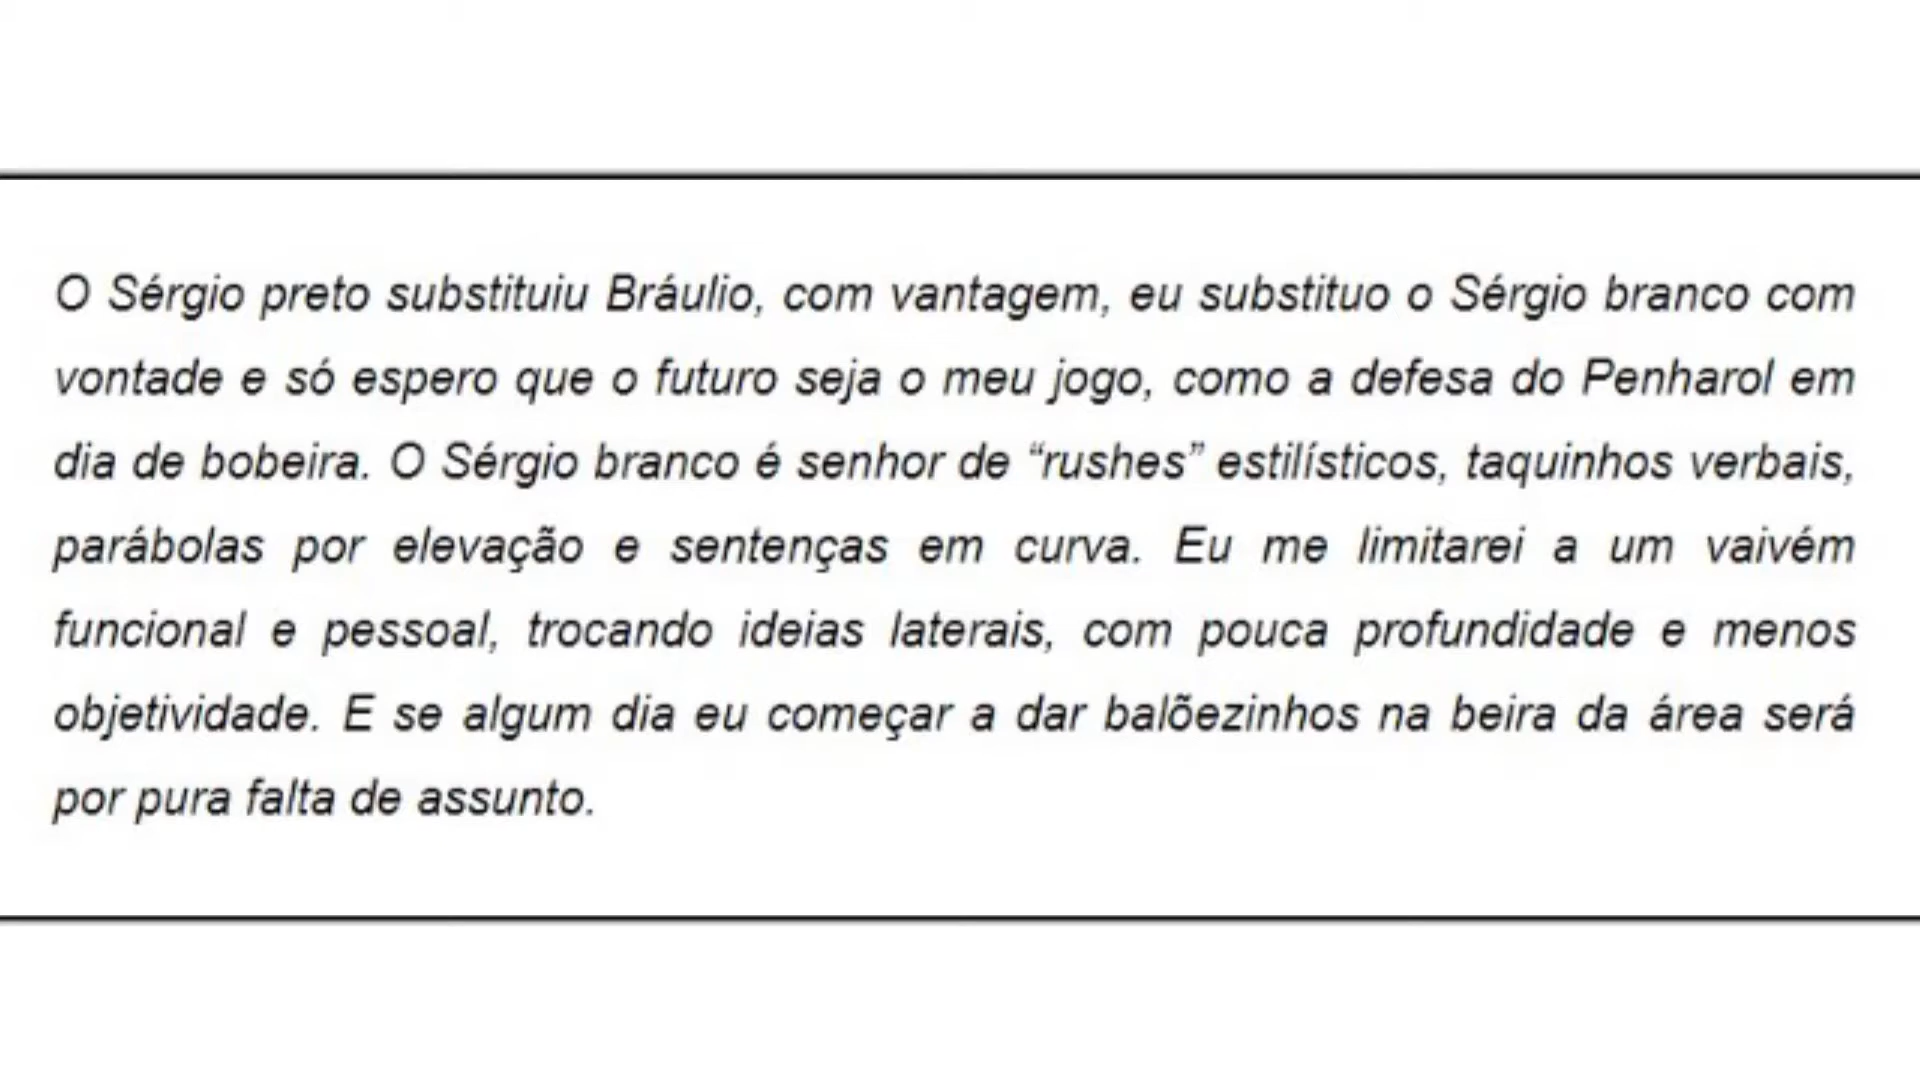 O Sérgio preto substituiu Bráulio, com vantagem, eu substituo o Sérgio branco com
vontade e só espero que o futuro seja o meu jogo, como a defesa do Penharol em
dia de bobeira. O Sérgio branco é senhor de “rushes” estilísticos, taquinhos verbais,
parábolas por elevação e sentenças em curva. Eu me limitarei a um vaivém
funcional e pessoal, trocando ideias laterais, com pouca profundidade e menos
objetividade. E se algum dia eu começar a dar balõezinhos na beira da área será
por pura falta de assunto.